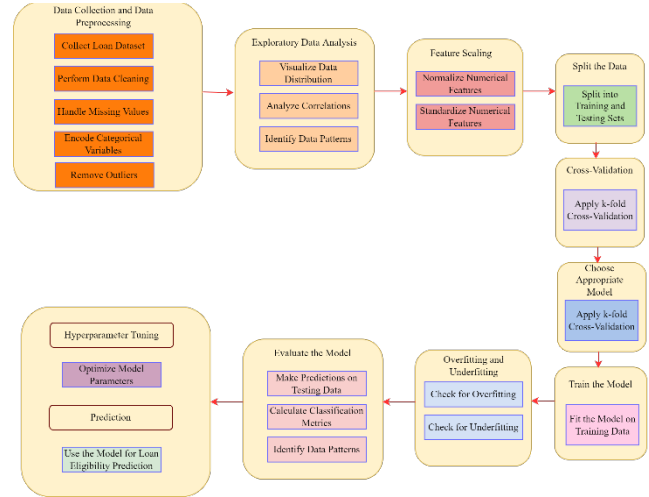 Data Collection and Data
Preprocessing
Collect Loan Dataset
Perform Data Cleaning
Handle Missing Values
Encode Categorical
Variables
Remove Outliers
Exploratory Data Analysis
Visualize Data
Distribution
Analyze Correlations
Identify Data Patterns
Feature Scaling
Normalize Numerical
Features
Standardize Numerical
Features
Split the Data
Split into
Training and
Testing Sets
Cross-Validation
Apply k-fold
Cross-Validation
Choose
Appropriate
Model
Apply k-fold
Cross-Validation
Train the Model
Fit the Model on
Training Data
Overfitting and
Underfitting
Check for Overfitting
Check for Underfitting
Evaluate the Model
Make Predictions on
Testing Data
Calculate Classification
Metrics
Identify Data Patterns
Hyperparameter Tuning
Optimize Model
Parameters
Prediction
Use the Model for Loan
Eligibility Prediction